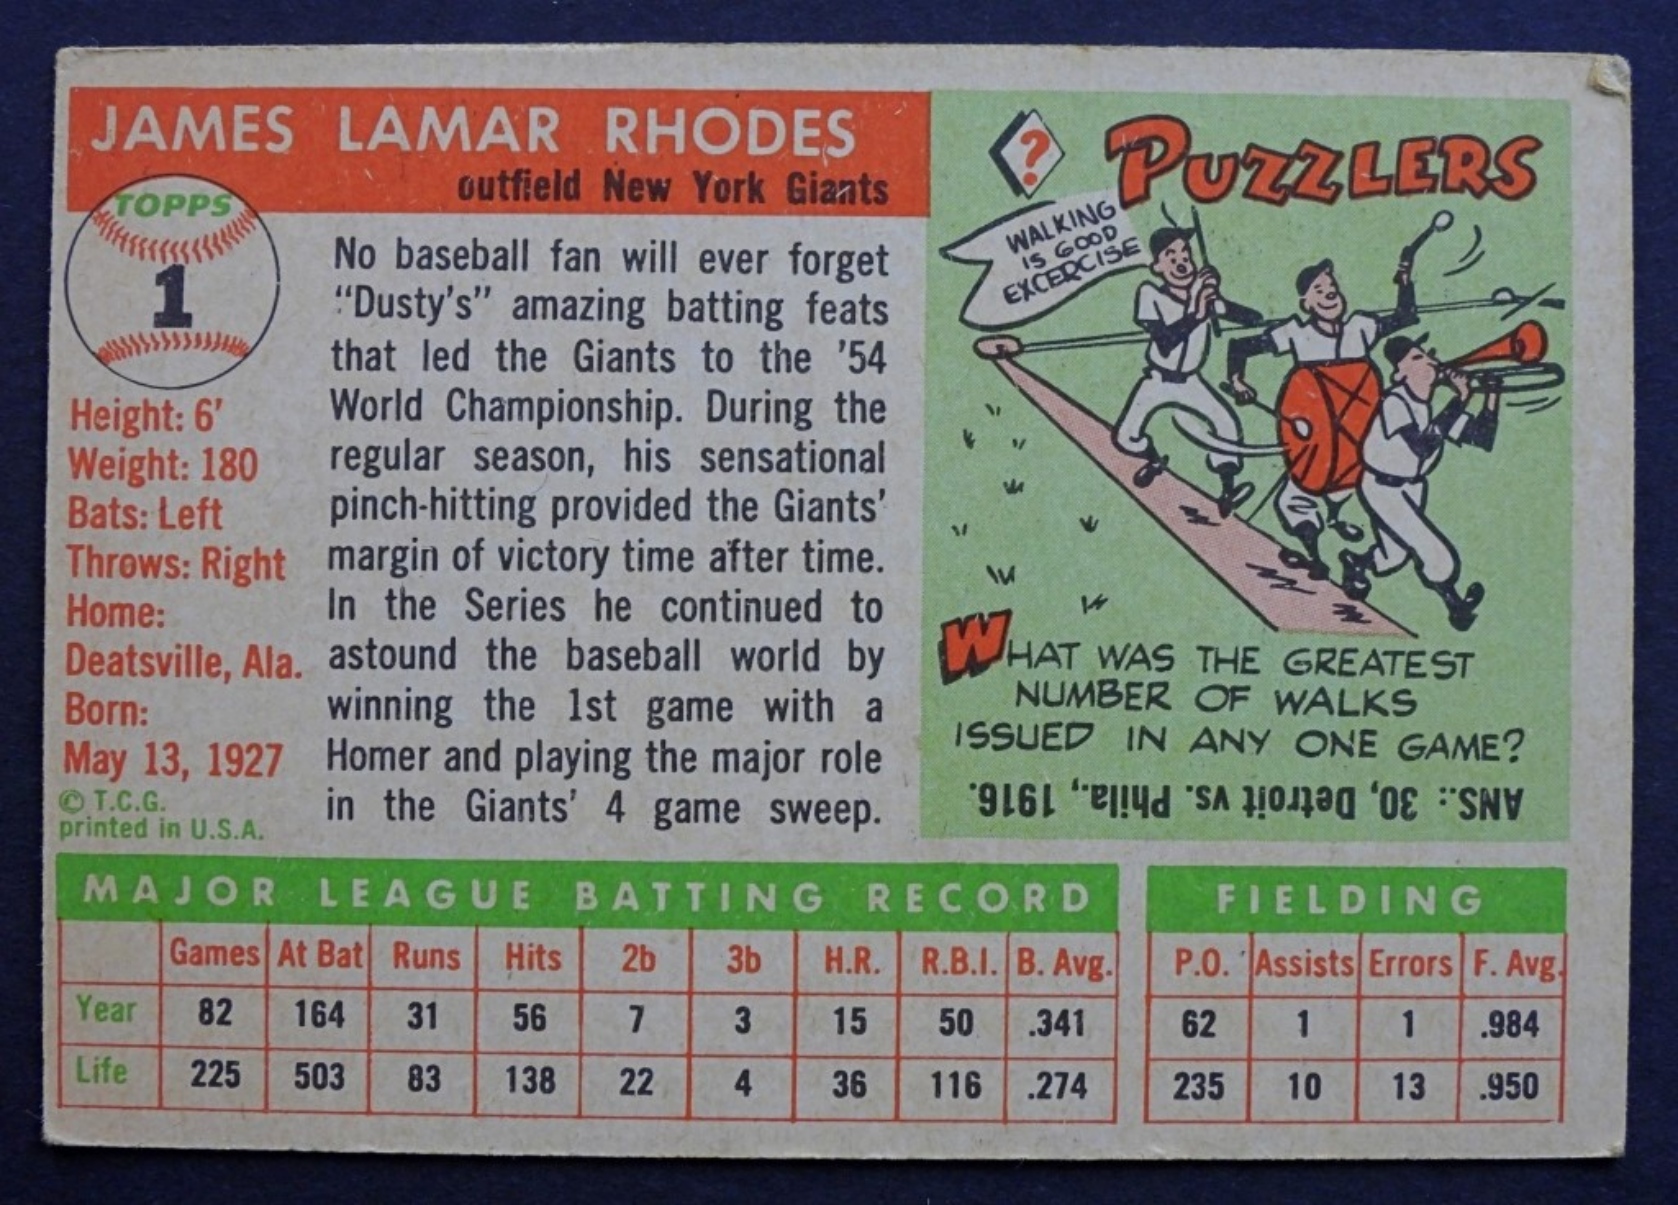 JAMES LAMAR RHODES
outfield New York Giants
TOPPS
1
Height: 6'
Weight: 180
Bats: Left
Throws: Right
Home:
Deatsville, Ala.
Born:
May 13, 1927
© T.C.G.
printed in U.S.A.
No baseball fan will ever forget
"Dusty's" amazing batting feats
that led the Giants to the '54
World Championship. During the
regular season, his sensational
pinch-hitting provided the Giants'
margin of victory time after time.
In the Series he continued to
astound the baseball world by
winning the 1st game with a
Homer and playing the major role
in the Giants' 4 game sweep.
?
PUZZLERS
WALKING
IS GOOD
EXCERCISE
WHAT WAS THE GREATEST
NUMBER OF WALKS
ISSUED IN ANY ONE GAME?
ANS.: 30, Detroit vs. Phila., 1916.
MAJOR LEAGUE BATTING RECORD
Games At Bat Runs Hits 2b 3b H.R. R.B.I. B. Avg.
Year 82 164 31 56 7 3 15 50 .341
Life 225 503 83 138 22 4 36 116 .274
FIELDING
P.O. Assists Errors F. Avg.
62 1 1 .984
235 10 13 .950